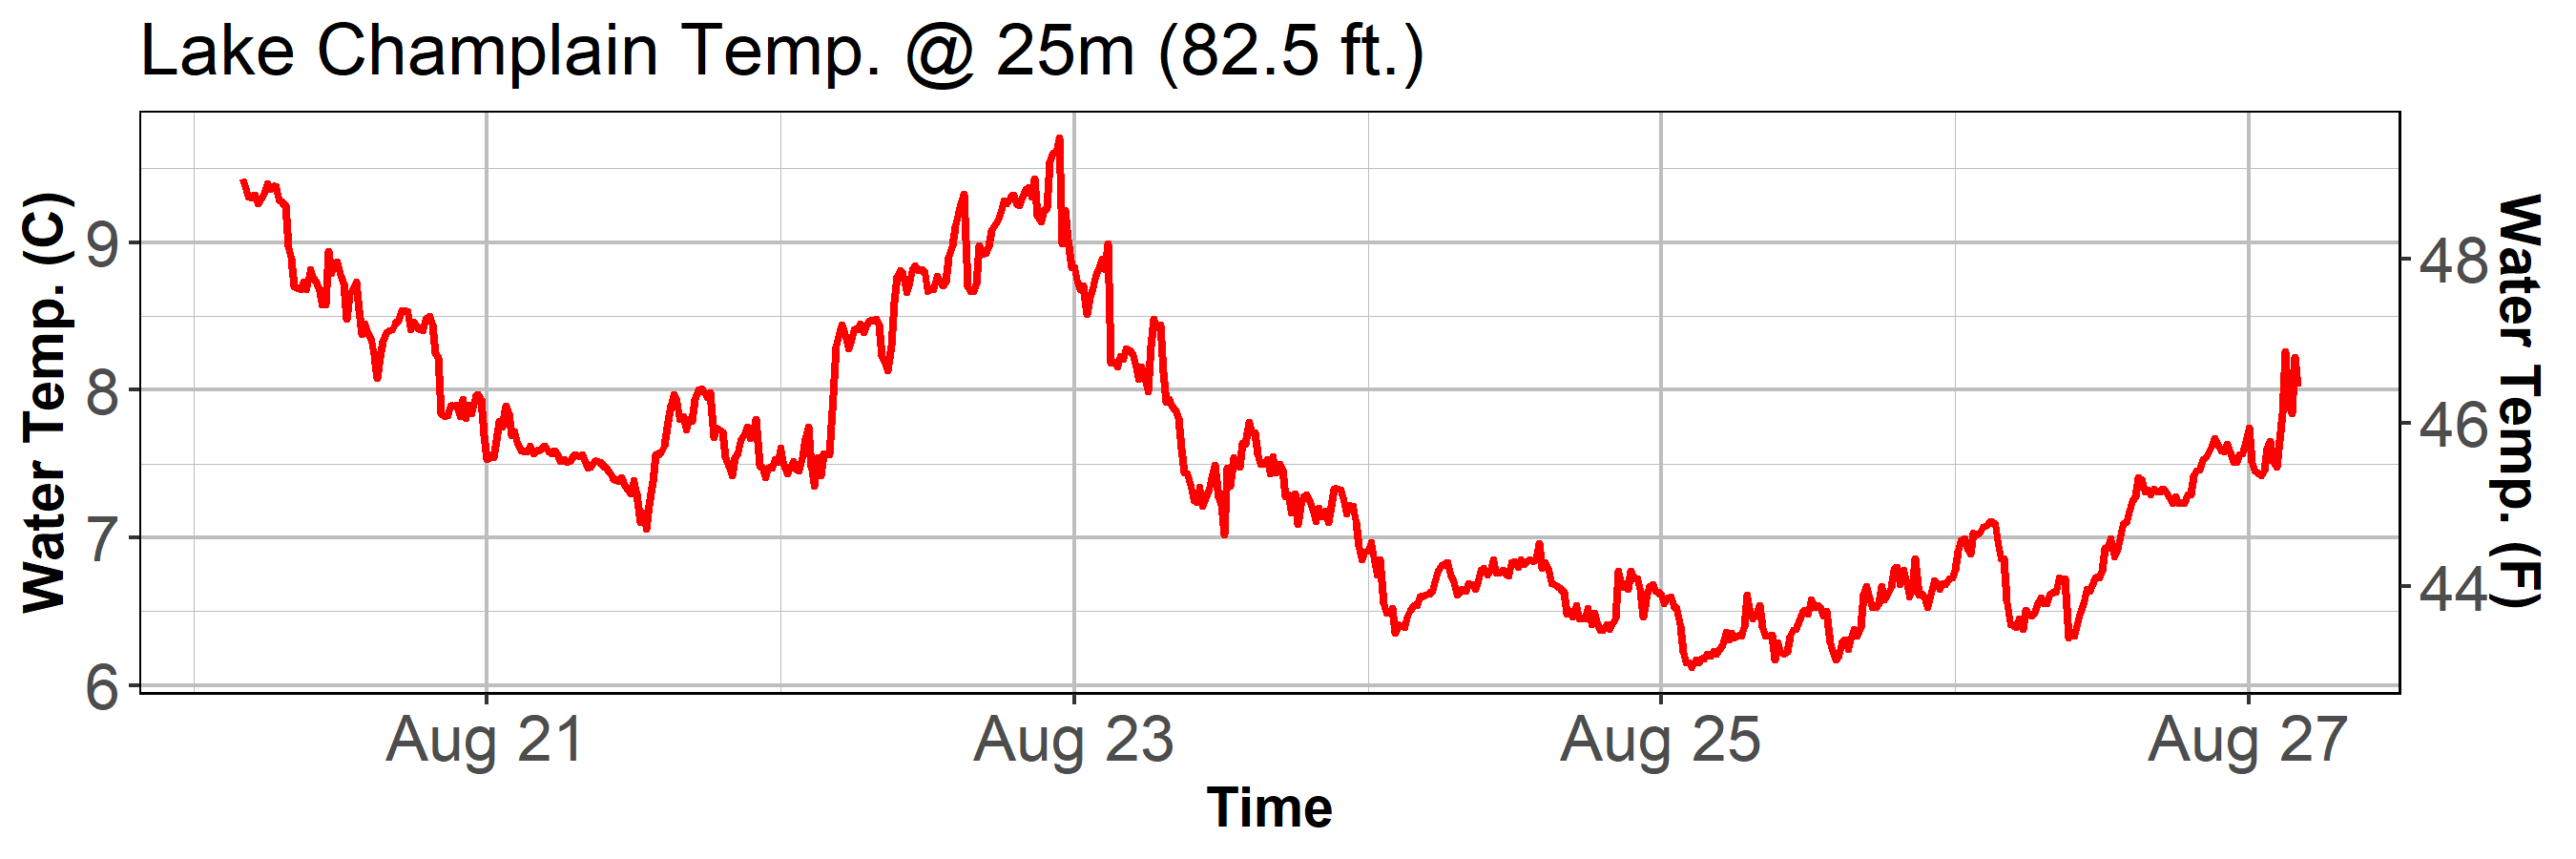 Lake Champlain Temp. @ 25m (82.5 ft.)
Water Temp. (C)
9
8
7
6
48
46
44
Water Temp. (F)
Aug 21
Aug 23
Aug 25
Aug 27
Time